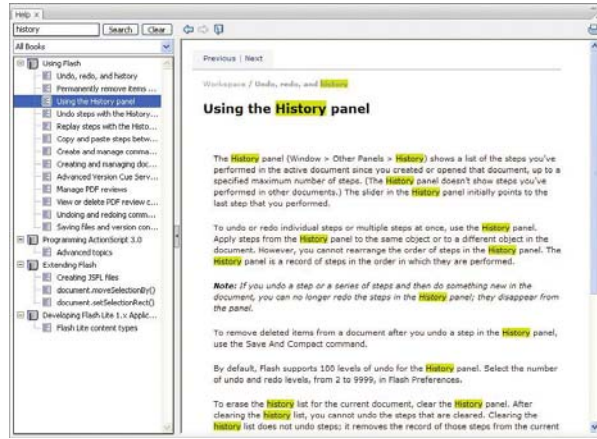 Help x
history
Search
Clear
All Books
Using Flash
Undo, redo, and history
Permanently remove items ...
Using the History panel
Undo steps with the History...
Replay steps with the Histo...
Copy and paste steps betw...
Create and manage comma...
Creating and managing doc...
Advanced Version Cue Serv...
Manage PDF reviews
View or delete PDF review c...
Undoing and redoing comm...
Saving files and version con...
Programming ActionScript 3.0
Advanced topics
Extending Flash
Creating JSFL files
document.moveSelectionBy()
document.setSelectionRect()
Developing Flash Lite 1.x Applic...
Flash Lite content types
Previous | Next
Workspace / Undo, redo, and history
Using the History panel
The History panel (Window > Other Panels > History) shows a list of the steps you've
performed in the active document since you created or opened that document, up to a
specified maximum number of steps. (The History panel doesn't show steps you've
performed in other documents.) The slider in the History panel initially points to the
last step that you performed.
To undo or redo individual steps or multiple steps at once, use the History panel.
Apply steps from the History panel to the same object or to a different object in the
document. However, you cannot rearrange the order of steps in the History panel. The
History panel is a record of steps in the order in which they are performed.
Note: If you undo a step or a series of steps and then do something new in the
document, you can no longer redo the steps in the History panel; they disappear from
the panel.
To remove deleted items from a document after you undo a step in the History panel,
use the Save And Compact command.
By default, Flash supports 100 levels of undo for the History panel. Select the number
of undo and redo levels, from 2 to 9999, in Flash Preferences.
To erase the history list for the current document, clear the History panel. After
clearing the history list, you cannot undo the steps that are cleared. Clearing the
history list does not undo steps; it removes the record of those steps from the current